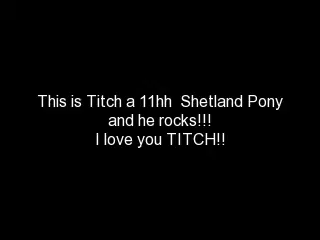 This is Titch a 11hh  Shetland Pony
and he rocks!!!
I love you TITCH!!